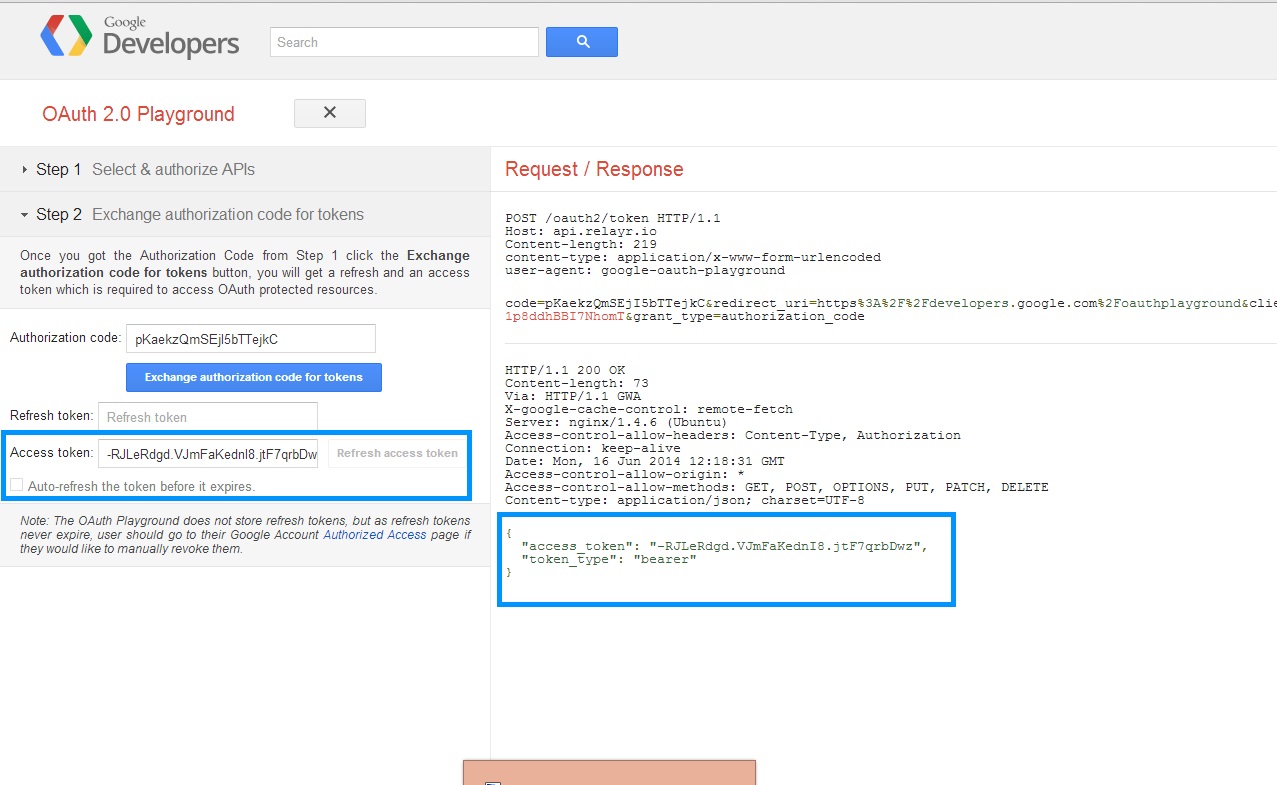 Google
Developers
Search
OAuth 2.0 Playground
Step 1 Select & authorize APIs
Step 2 Exchange authorization code for tokens
Once you got the Authorization Code from Step 1 click the Exchange
authorization code for tokens button, you will get a refresh and an access
token which is required to access OAuth protected resources.
Authorization code: pKaekzQmSEjI5bTTejkC
Exchange authorization code for tokens
Refresh token: Refresh token
Access token: -RJLeRdgd.VJmFaKednI8.jtF7qrbDw
Refresh access token
Auto-refresh the token before it expires.
Note: The OAuth Playground does not store refresh tokens, but as refresh tokens
never expire, user should go to their Google Account Authorized Access page if
they would like to manually revoke them.
Request / Response
POST /oauth2/token HTTP/1.1
Host: api.relayr.io
Content-length: 219
content-type: application/x-www-form-urlencoded
user-agent: google-oauth-playground
code=pKaekzQmSEjI5bTTejkC&redirect_uri=https%3A%2F%2Fdevelopers.google.com%2Foauthplayground&clie
1p8ddhBBI7NhomT&grant_type=authorization_code
HTTP/1.1 200 OK
Content-length: 73
Via: HTTP/1.1 GWA
X-google-cache-control: remote-fetch
Server: nginx/1.4.6 (Ubuntu)
Access-control-allow-headers: Content-Type, Authorization
Connection: keep-alive
Date: Mon, 16 Jun 2014 12:18:31 GMT
Access-control-allow-origin: *
Access-control-allow-methods: GET, POST, OPTIONS, PUT, PATCH, DELETE
Content-type: application/json; charset=UTF-8
{
"access_token": "-RJLeRdgd.VJmFaKednI8.jtF7qrbDwz",
"token_type": "bearer"
}